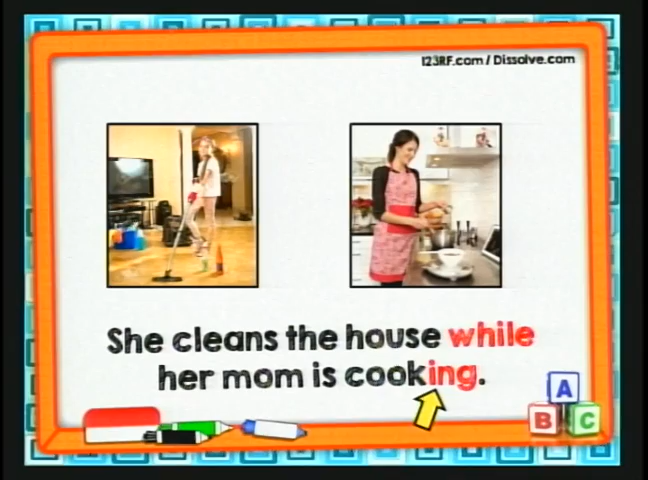 123RF.com / Dissolve.com
She cleans the house while
her mom is cooking.
A
B C